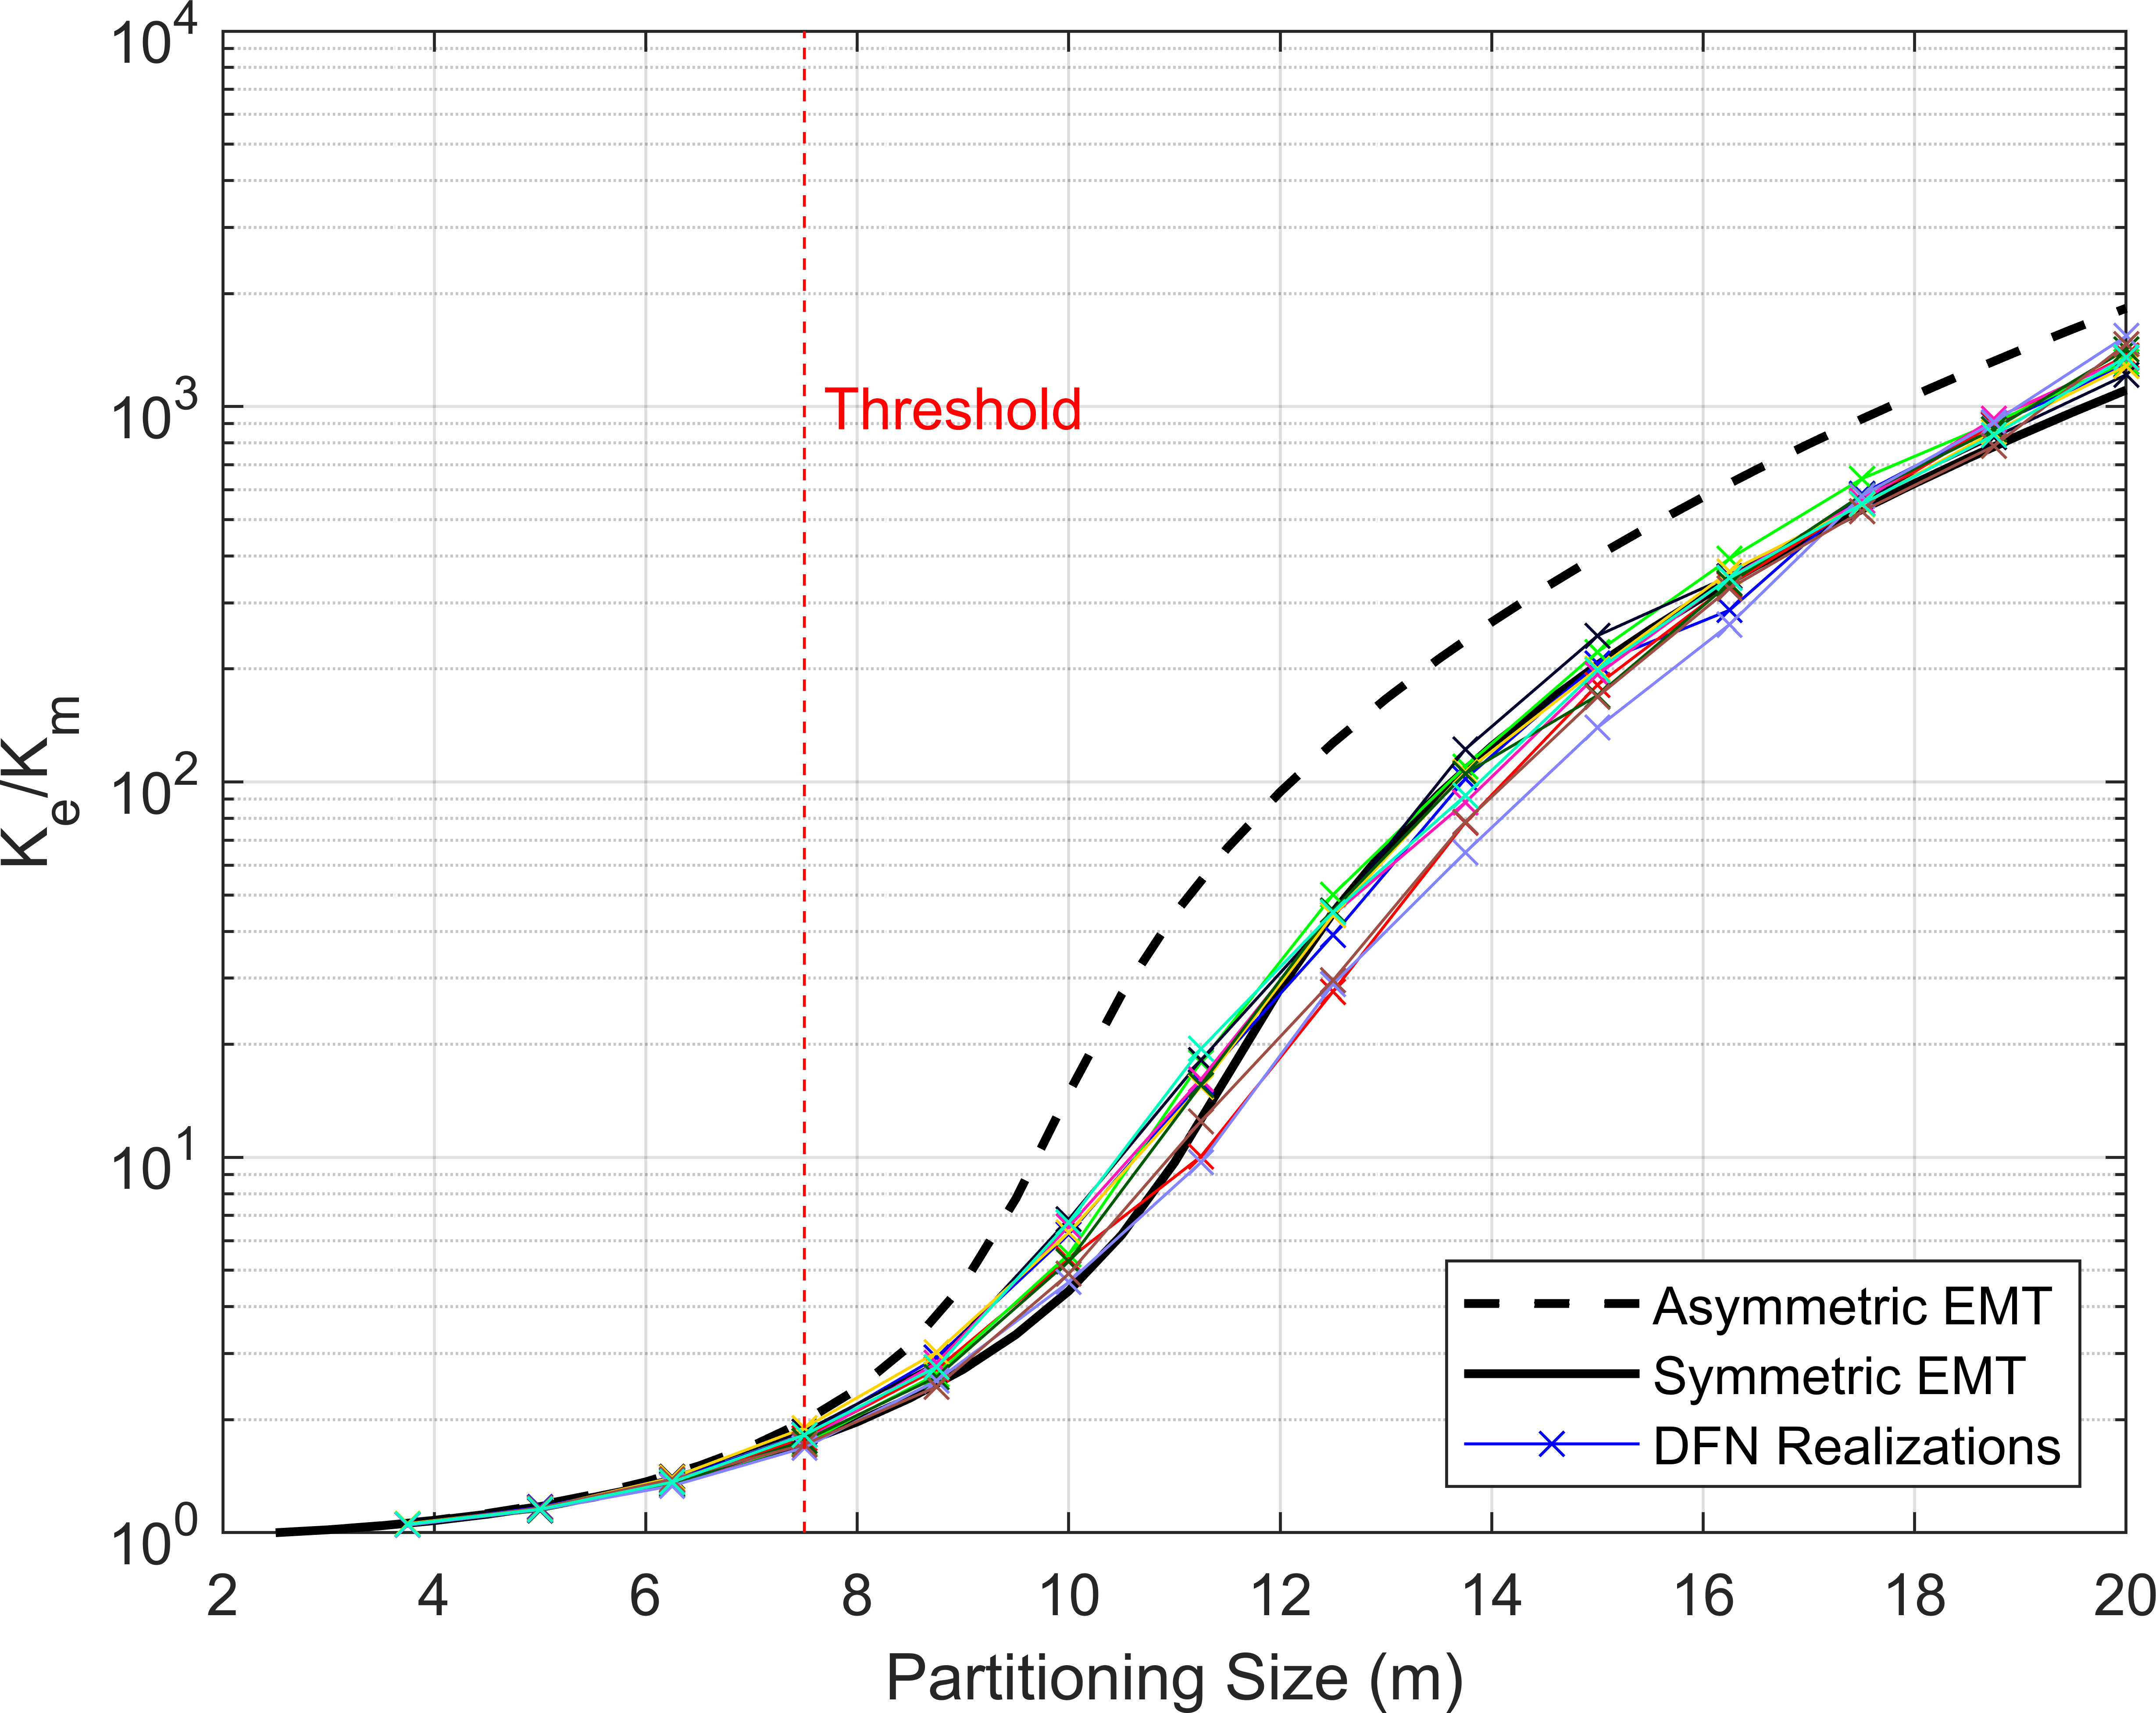 10^4
10^3
10^2
10^1
10^0
K_e/K_m
Threshold
Asymmetric EMT
Symmetric EMT
DFN Realizations
2 4 6 8 10 12 14 16 18 20
Partitioning Size (m)